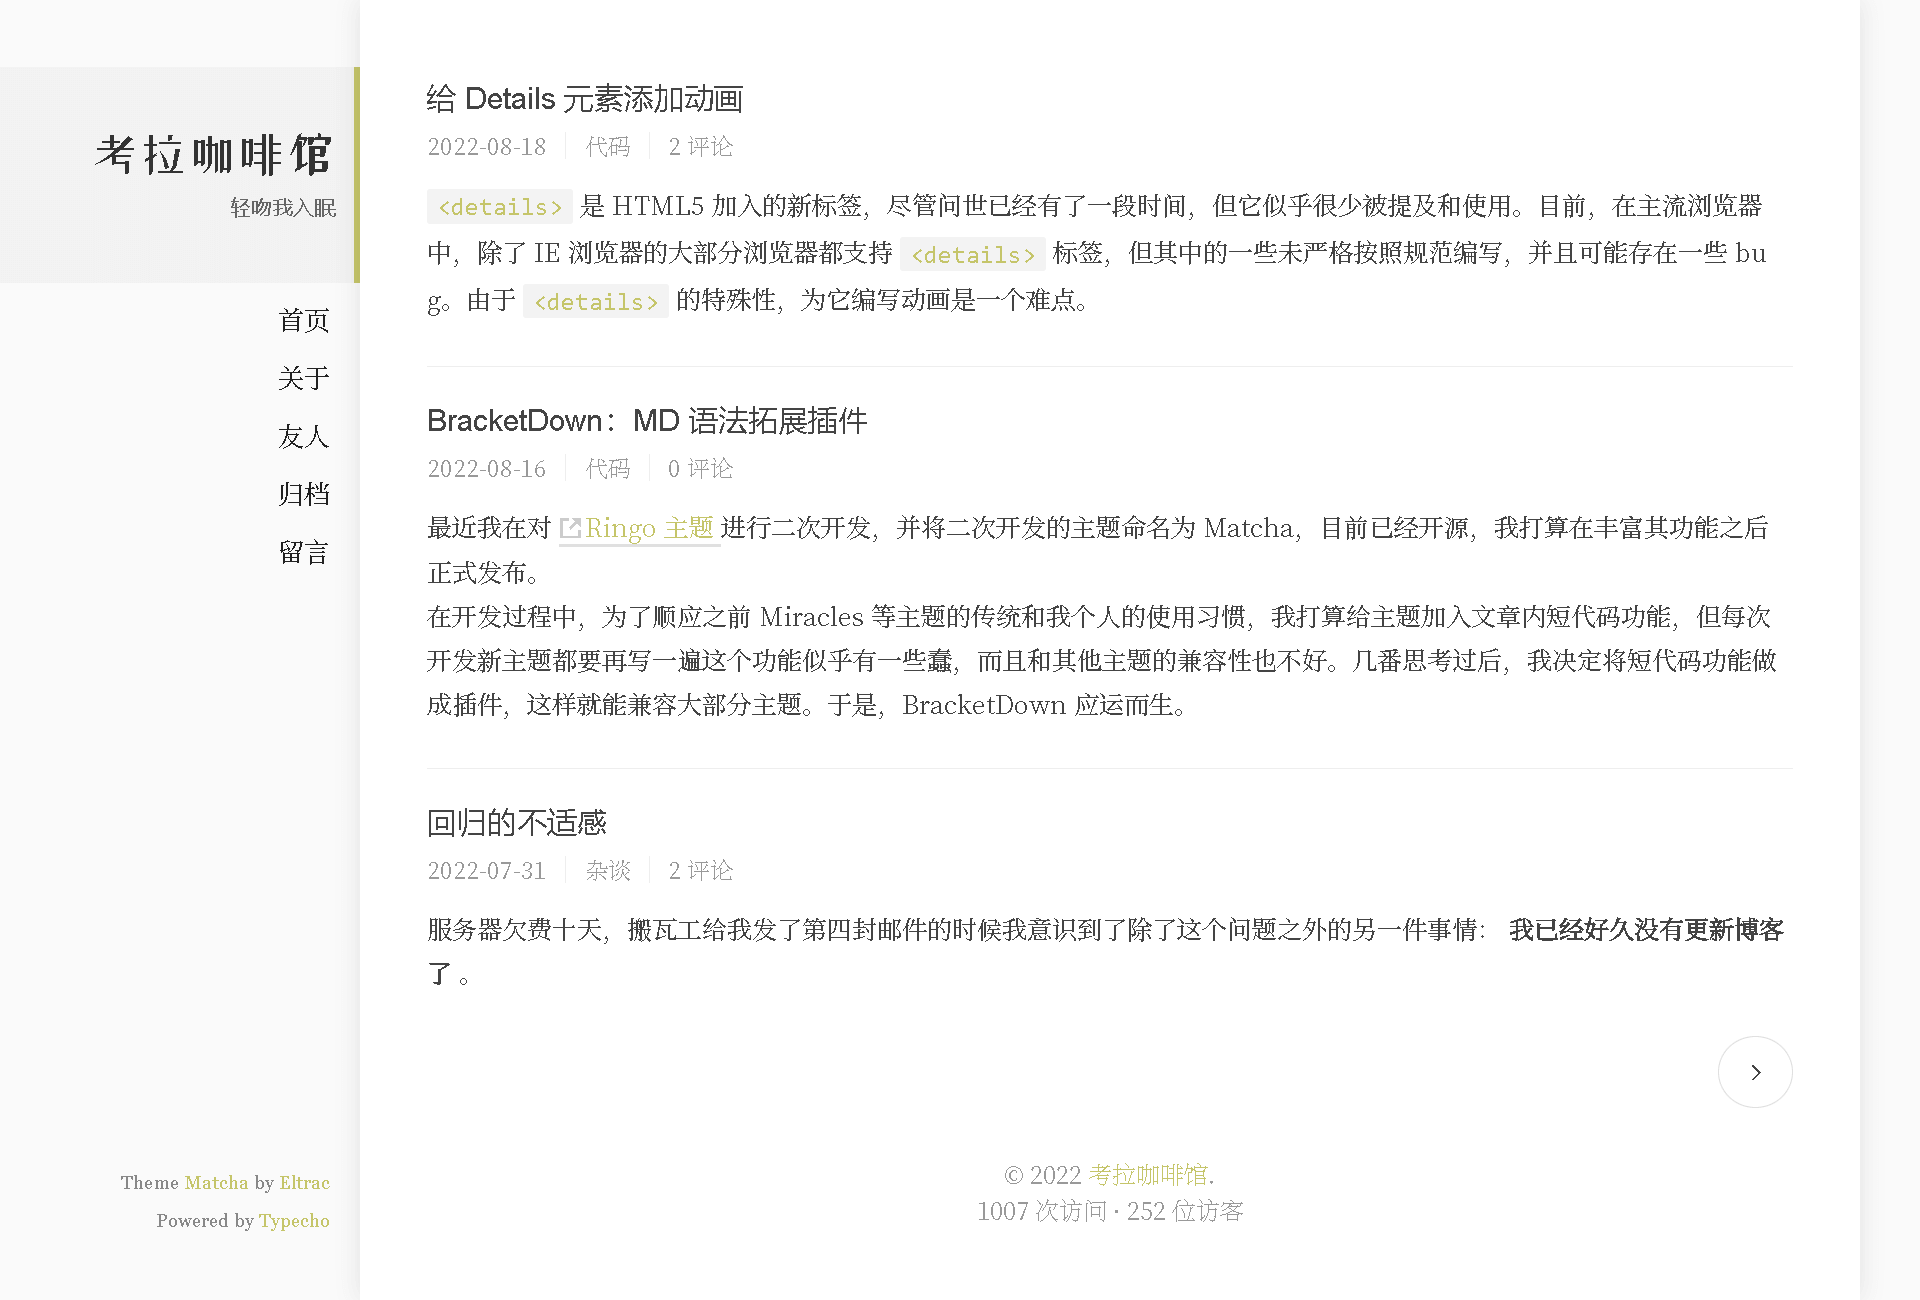 考拉咖啡馆
轻吻我入眠
首页
关于
友人
归档
留言
Theme Matcha by Eltrac
Powered by Typecho
给 Details 元素添加动画
2022-08-18 代码 2 评论
<details> 是 HTML5 加入的新标签，尽管问世已经有了一段时间，但它似乎很少被提及和使用。目前，在主流浏览器
中，除了 IE 浏览器的大部分浏览器都支持 <details> 标签，但其中的一些未严格按照规范编写，并且可能存在一些 bu
g。由于 <details> 的特殊性，为它编写动画是一个难点。
BracketDown：MD 语法拓展插件
2022-08-16 代码 0 评论
最近我在对 Ringo 主题 进行二次开发，并将二次开发的主题命名为 Matcha，目前已经开源，我打算在丰富其功能之后
正式发布。
在开发过程中，为了顺应之前 Miracles 等主题的传统和我个人的使用习惯，我打算给主题加入文章内短代码功能，但每次
开发新主题都要再写一遍这个功能似乎有一些蠢，而且和其他主题的兼容性也不好。几番思考过后，我决定将短代码功能做
成插件，这样就能兼容大部分主题。于是，BracketDown 应运而生。
回归的不适感
2022-07-31 杂谈 2 评论
服务器欠费十天，搬瓦工给我发了第四封邮件的时候我意识到了除了这个问题之外的另一件事情： 我已经好久没有更新博客
了 。
© 2022 考拉咖啡馆.
1007 次访问 · 252 位访客